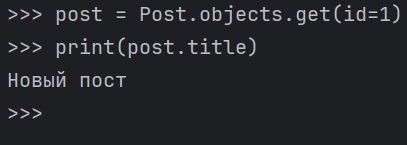 >>> post = Post.objects.get(id=1)
>>> print(post.title)
Новый пост
>>>